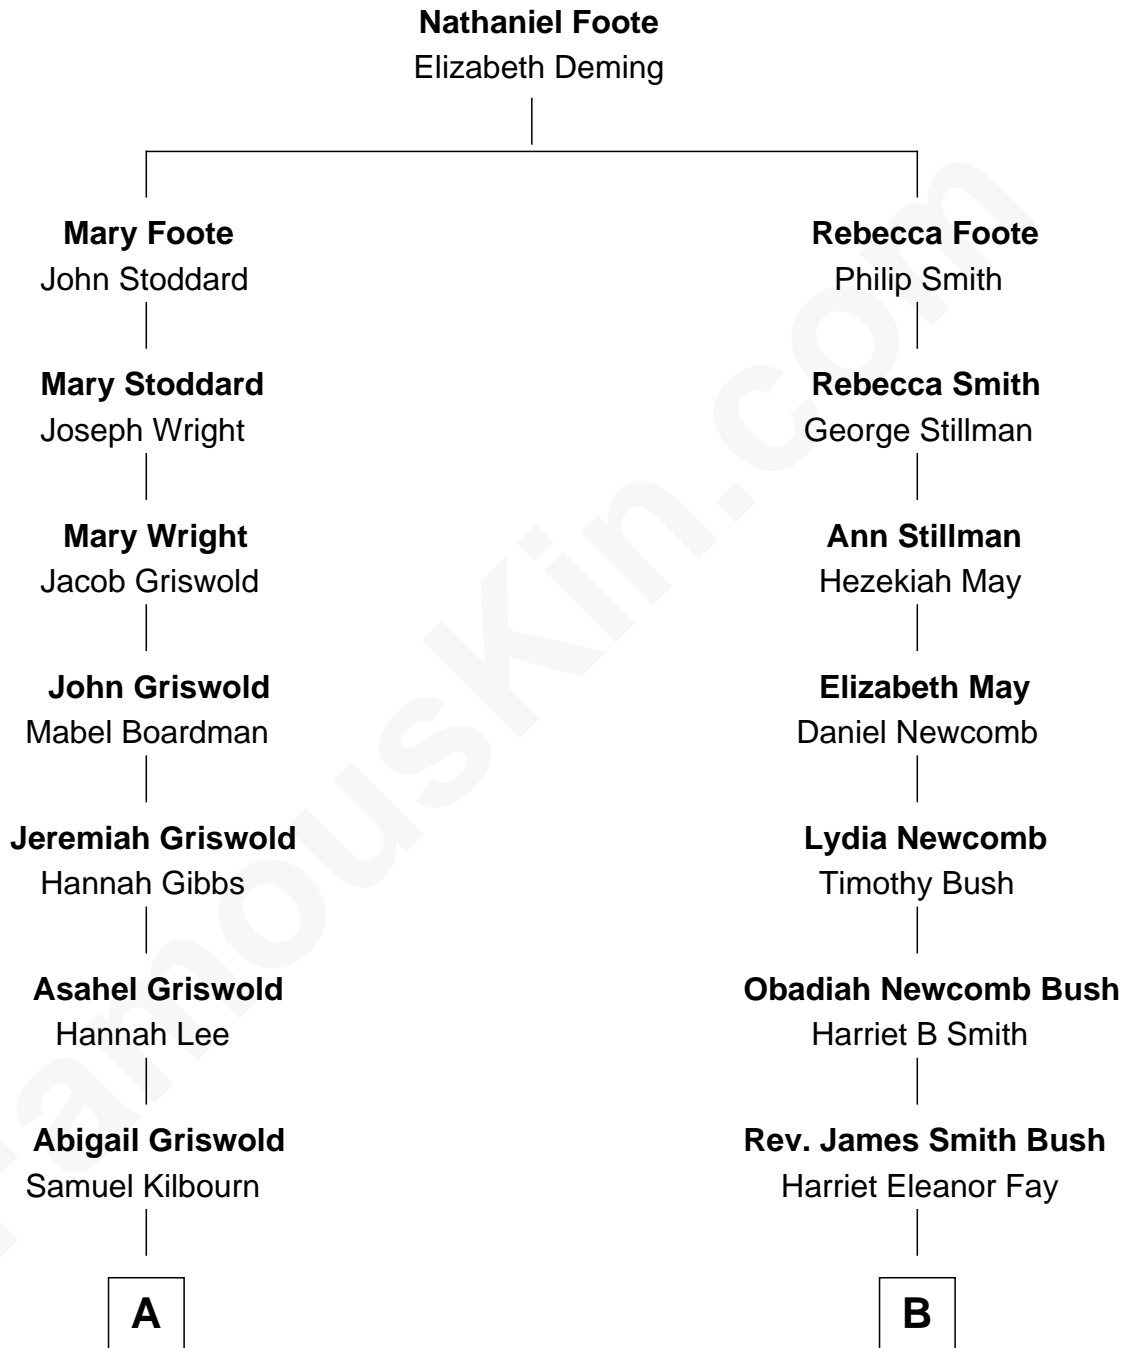 Nathaniel Foote
Elizabeth Deming
Mary Foote
John Stoddard
Mary Stoddard
Joseph Wright
Mary Wright
Jacob Griswold
John Griswold
Mabel Boardman
Jeremiah Griswold
Hannah Gibbs
Asahel Griswold
Hannah Lee
Abigail Griswold
Samuel Kilbourn
A
Rebecca Foote
Philip Smith
Rebecca Smith
George Stillman
Ann Stillman
Hezekiah May
Elizabeth May
Daniel Newcomb
Lydia Newcomb
Timothy Bush
Obadiah Newcomb Bush
Harriet B Smith
Rev. James Smith Bush
Harriet Eleanor Fay
B
FamousKin.com